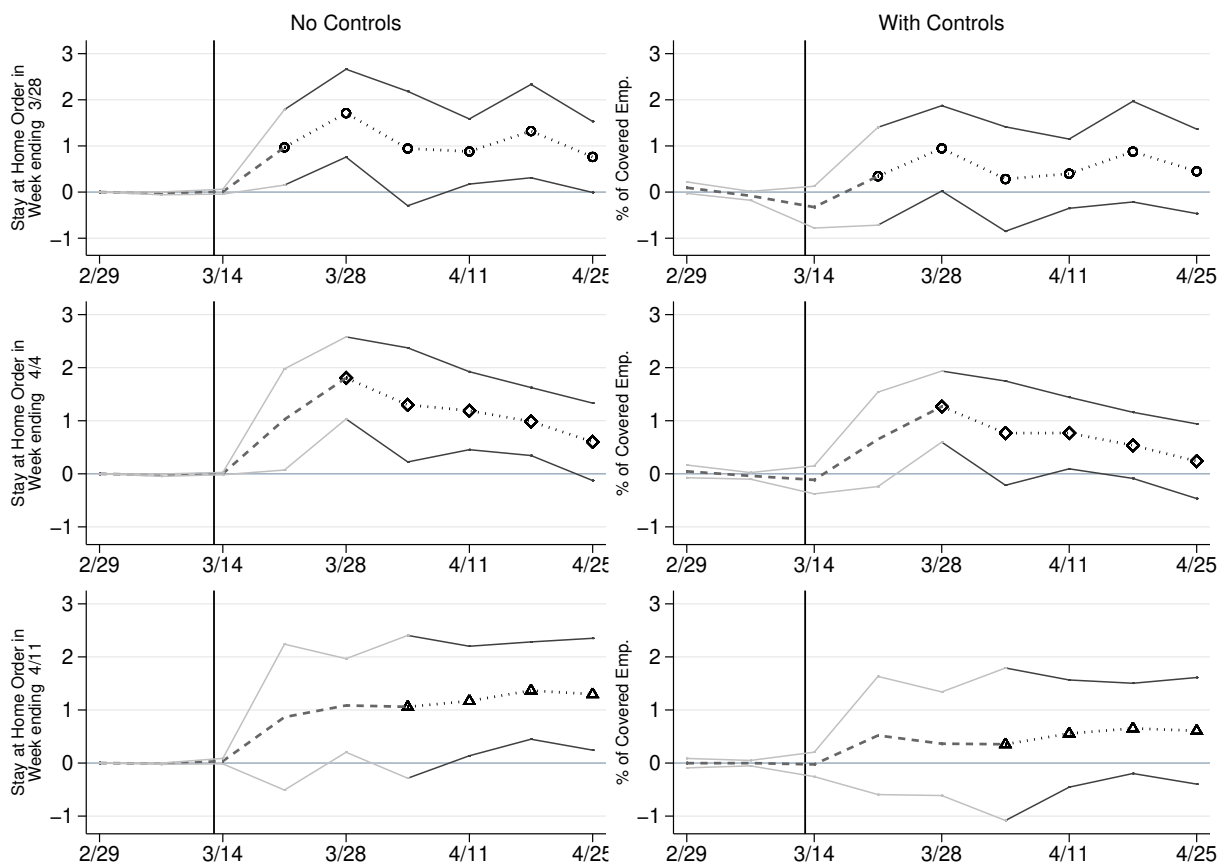 No Controls
With Controls
Stay at Home Order in
Week ending 3/28
3
2
1
0
−1
2/29 3/14 3/28 4/11 4/25
% of Covered Emp.
3
2
1
0
−1
2/29 3/14 3/28 4/11 4/25
Stay at Home Order in
Week ending 4/4
3
2
1
0
−1
2/29 3/14 3/28 4/11 4/25
% of Covered Emp.
3
2
1
0
−1
2/29 3/14 3/28 4/11 4/25
Stay at Home Order in
Week ending 4/11
3
2
1
0
−1
2/29 3/14 3/28 4/11 4/25
% of Covered Emp.
3
2
1
0
−1
2/29 3/14 3/28 4/11 4/25